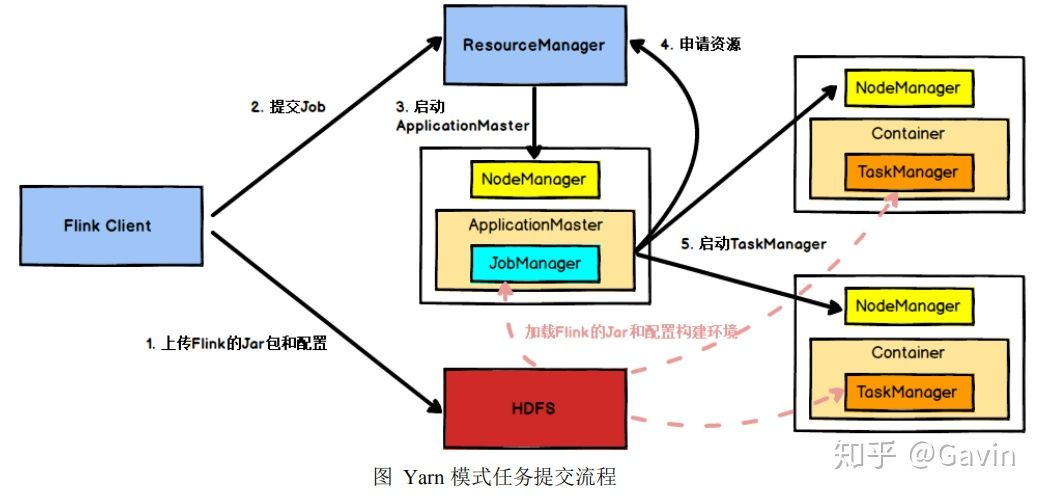 ResourceManager
4. 申请资源
NodeManager
2. 提交Job
3. 启动
ApplicationMaster
Container
TaskManager
NodeManager
Flink Client
ApplicationMaster
JobManager
5. 启动TaskManager
NodeManager
加载Flink的Jar和配置构建环境
1. 上传Flink的Jar包和配置
Container
TaskManager
HDFS
知乎 @Gavin
图 Yarn 模式任务提交流程